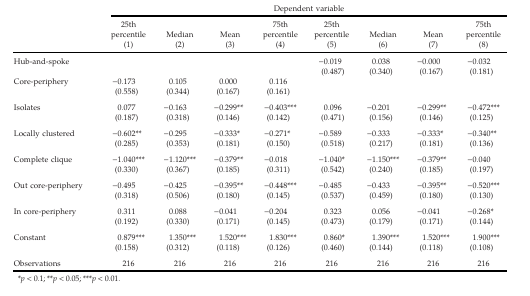 Dependent variable
25th percentile (1) Median (2) Mean (3) 75th percentile (4) 25th percentile (5) Median (6) Mean (7) 75th percentile (8)
Hub-and-spoke −0.019 0.038 −0.000 −0.032
(0.487) (0.340) (0.167) (0.181)
Core-periphery −0.173 0.105 0.000 0.116
(0.558) (0.344) (0.167) (0.161)
Isolates 0.077 −0.163 −0.299** −0.403*** 0.096 −0.201 −0.299** −0.472***
(0.187) (0.318) (0.146) (0.142) (0.471) (0.156) (0.146) (0.125)
Locally clustered −0.602** −0.295 −0.333* −0.271* −0.589 −0.333 −0.333* −0.340**
(0.285) (0.353) (0.181) (0.150) (0.518) (0.217) (0.181) (0.136)
Complete clique −1.040*** −1.120*** −0.379** −0.018 −1.040* −1.150*** −0.379** −0.040
(0.330) (0.367) (0.185) (0.311) (0.542) (0.240) (0.185) (0.197)
Out core-periphery −0.495 −0.425 −0.395** −0.448*** −0.485 −0.433 −0.395** −0.520***
(0.318) (0.506) (0.180) (0.145) (0.537) (0.459) (0.180) (0.130)
In core-periphery 0.311 0.088 −0.041 −0.204 0.323 0.056 −0.041 −0.268*
(0.192) (0.330) (0.171) (0.145) (0.473) (0.179) (0.171) (0.144)
Constant 0.879*** 1.350*** 1.520*** 1.830*** 0.860* 1.390*** 1.520*** 1.900***
(0.158) (0.312) (0.118) (0.126) (0.460) (0.144) (0.118) (0.108)
Observations 216 216 216 216 216 216 216 216
*p < 0.1; **p < 0.05; ***p < 0.01.